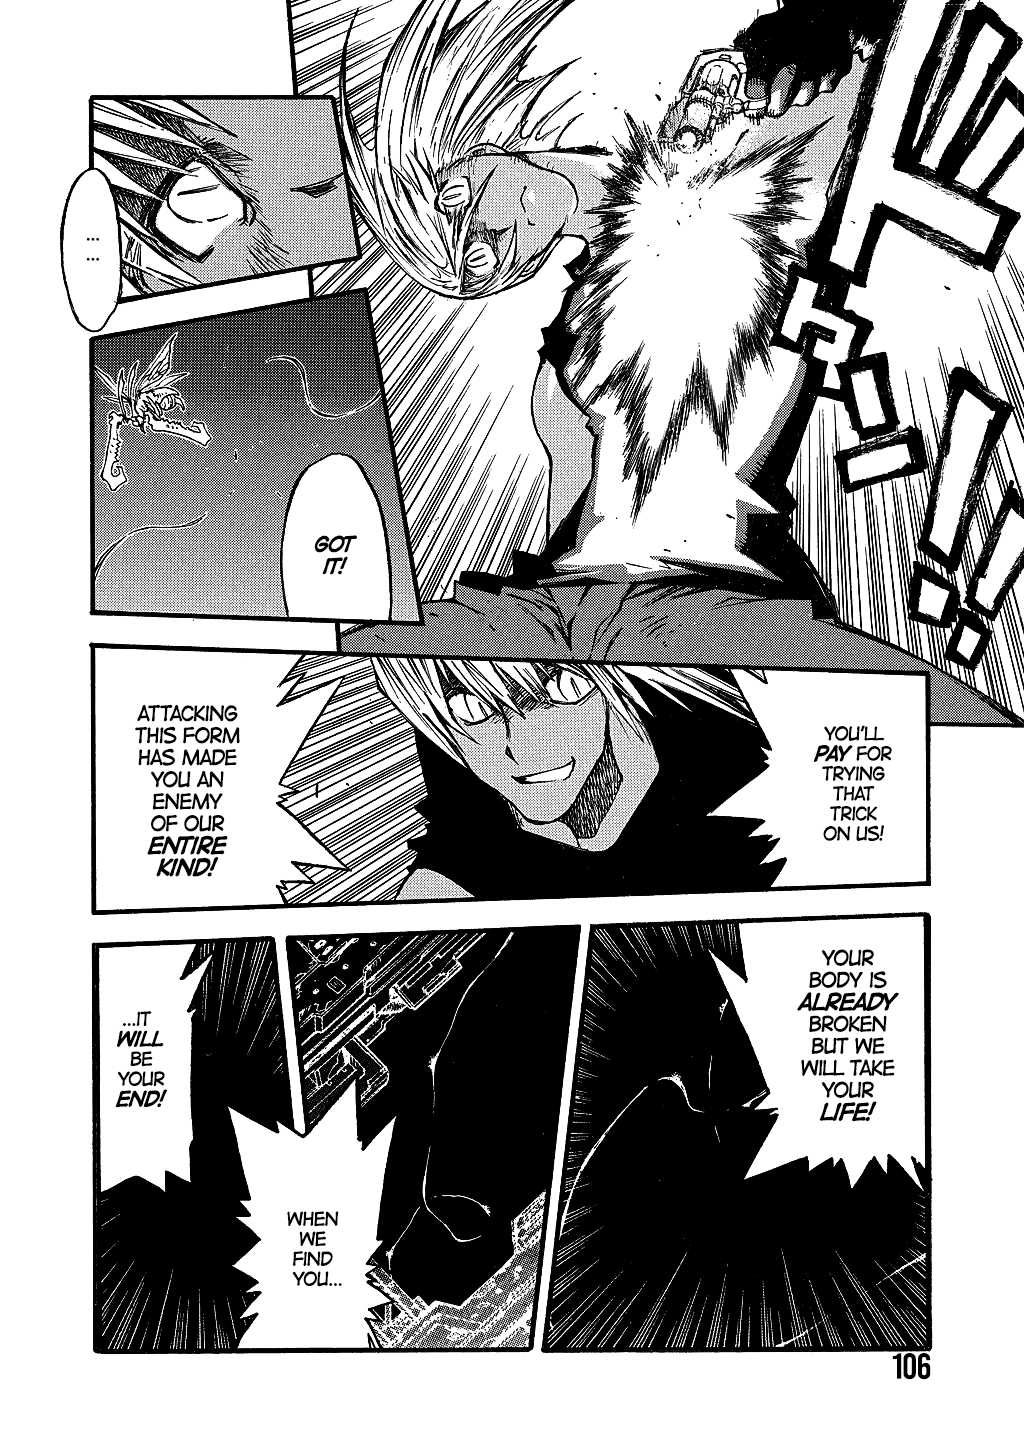 ...
...
GOT
IT!
YOU'LL
PAY FOR
TRYING
THAT
TRICK
ON US!
ATTACKING
THIS FORM
HAS MADE
YOU AN
ENEMY
OF OUR
ENTIRE
KIND!
YOUR
BODY IS
ALREADY
BROKEN
BUT WE
WILL TAKE
YOUR
LIFE!
WHEN
WE
FIND
YOU...
...IT
WILL
BE
YOUR
END!
106